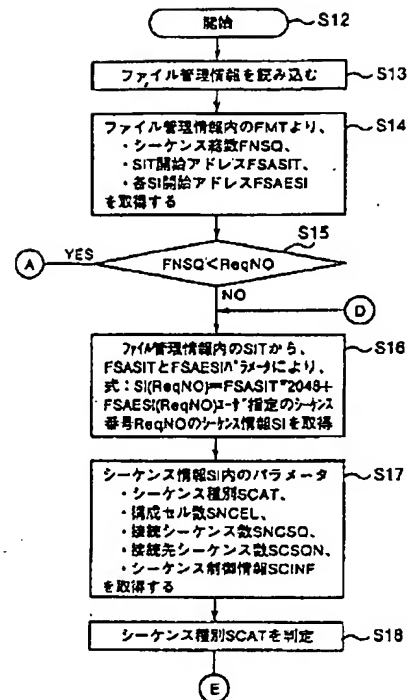 開始
S12
ファイル管理情報を読み込む
S13
ファイル管理情報内のFMTより、
・シーケンス総数FNSQ、
・SIT開始アドレスFSASIT、
・各SI開始アドレスFSAESI
を取得する
S14
S15
FNSQ<ReqNO
YES
A
NO
D
ファイル管理情報内のSITから、
FSASITとFSAESIパラメータにより、
式:SI(ReqNO)=FSASIT*2048+
FSAESI(ReqNO)ユーザ指定のシーケンス
番号ReqNOのシーケンス情報SIを取得
S16
シーケンス情報SI内のパラメータ
・シーケンス種別SCAT、
・構成セル数SNCEL、
・接続シーケンス数SNCSQ、
・接続先シーケンス数SCSQN、
・シーケンス制御情報SCINF
を取得する
S17
シーケンス種別SCATを判定
S18
E